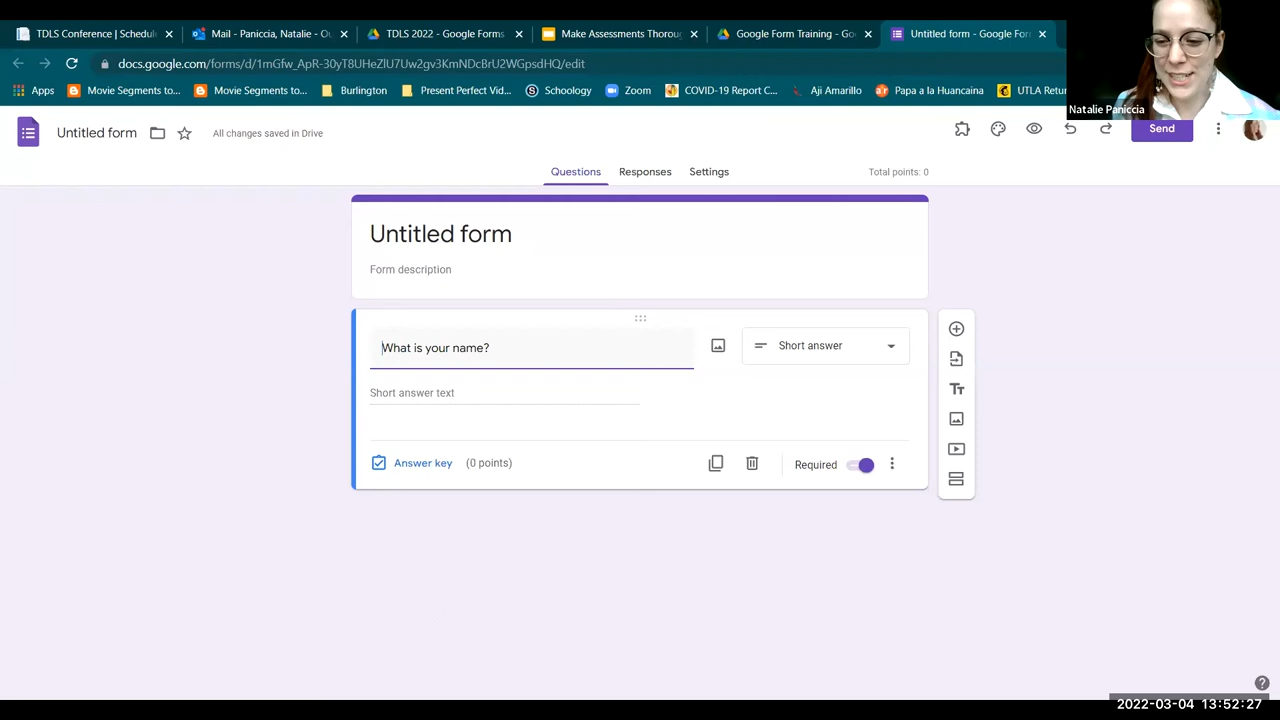 TDLS Conference | Schedul
Mail - Paniccia, Natalie - Ou
TDLS 2022 - Google Forms
Make Assessments Thoroug
Google Form Training - Go
Untitled form - Google For
docs.google.com/forms/d/1mGfw_ApR-30yT8UHeZlU7Uw2gv3KmNDcBrU2WGpsdHQ/edit
Apps
Movie Segments to...
Movie Segments to...
Burlington
Present Perfect Vid...
Schoology
Zoom
COVID-19 Report C...
Aji Amarillo
Papa a la Huancaina
UTLA Retur
Natalie Paniccia
Untitled form
All changes saved in Drive
Send
Questions
Responses
Settings
Total points: 0
Untitled form
Form description
What is your name?
Short answer
Short answer text
Answer key
(0 points)
Required
2022-03-04 13:52:27